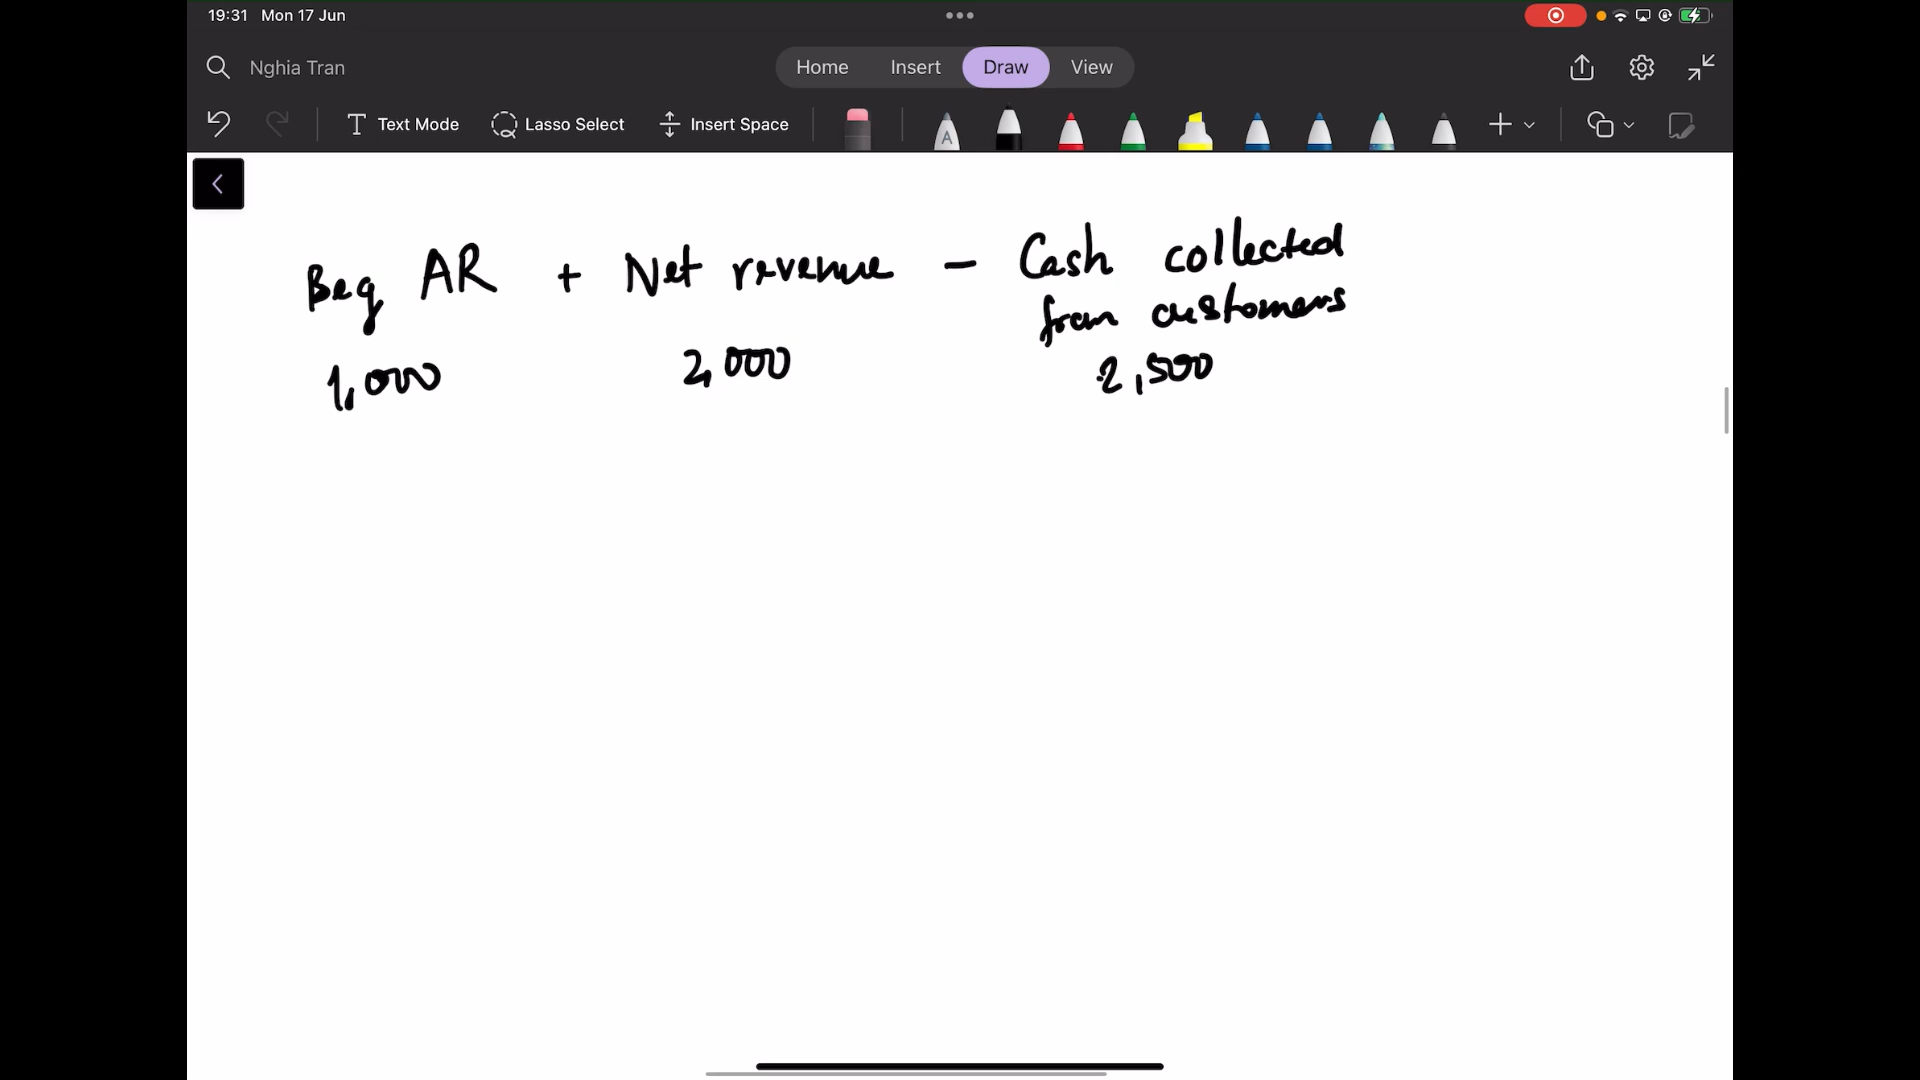 19:31 Mon 17 Jun
Nghia Tran
Home Insert Draw View
Text Mode Lasso Select Insert Space
A
Beg AR + Net revenue - Cash collected
from customers
1,000 2,000 2,500